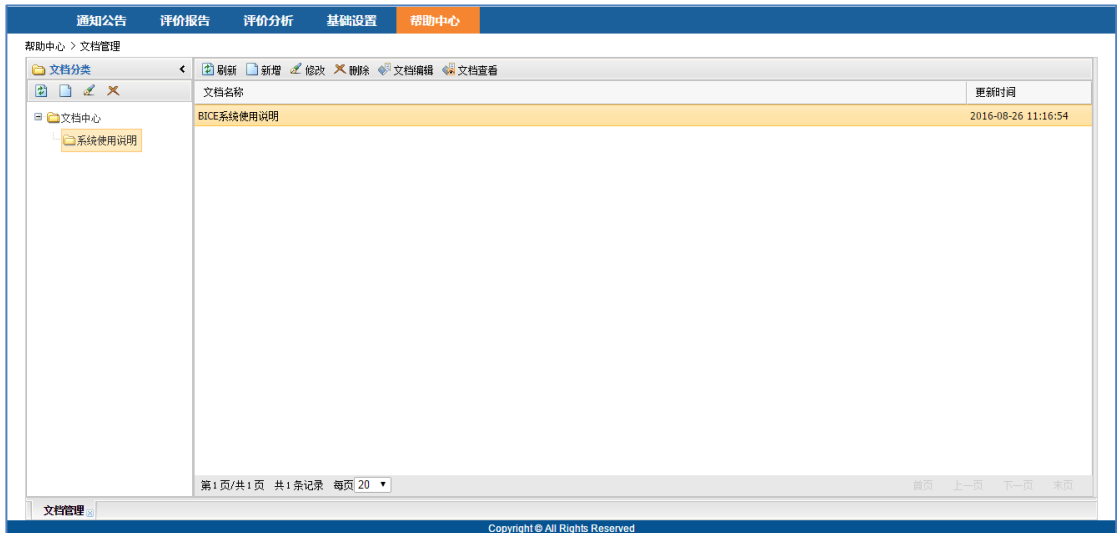 通知公告 评价报告 评价分析 基础设置 帮助中心
帮助中心 > 文档管理
文档分类
刷新 新增 修改 删除 文档编辑 文档查看
文档名称 更新时间
文档中心
系统使用说明
BICE系统使用说明 2016-08-26 11:16:54
第1页/共1页 共1条记录 每页 20 首页 上一页 下一页 末页
文档管理
Copyright © All Rights Reserved